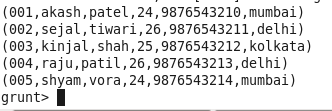 (001,akash,patel,24,9876543210,mumbai)
(002,sejal,tiwari,26,9876543211,delhi)
(003,kinjal,shah,25,9876543212,kolkata)
(004,raju,patil,26,9876543213,delhi)
(005,shyam,vora,24,9876543214,mumbai)
grunt>